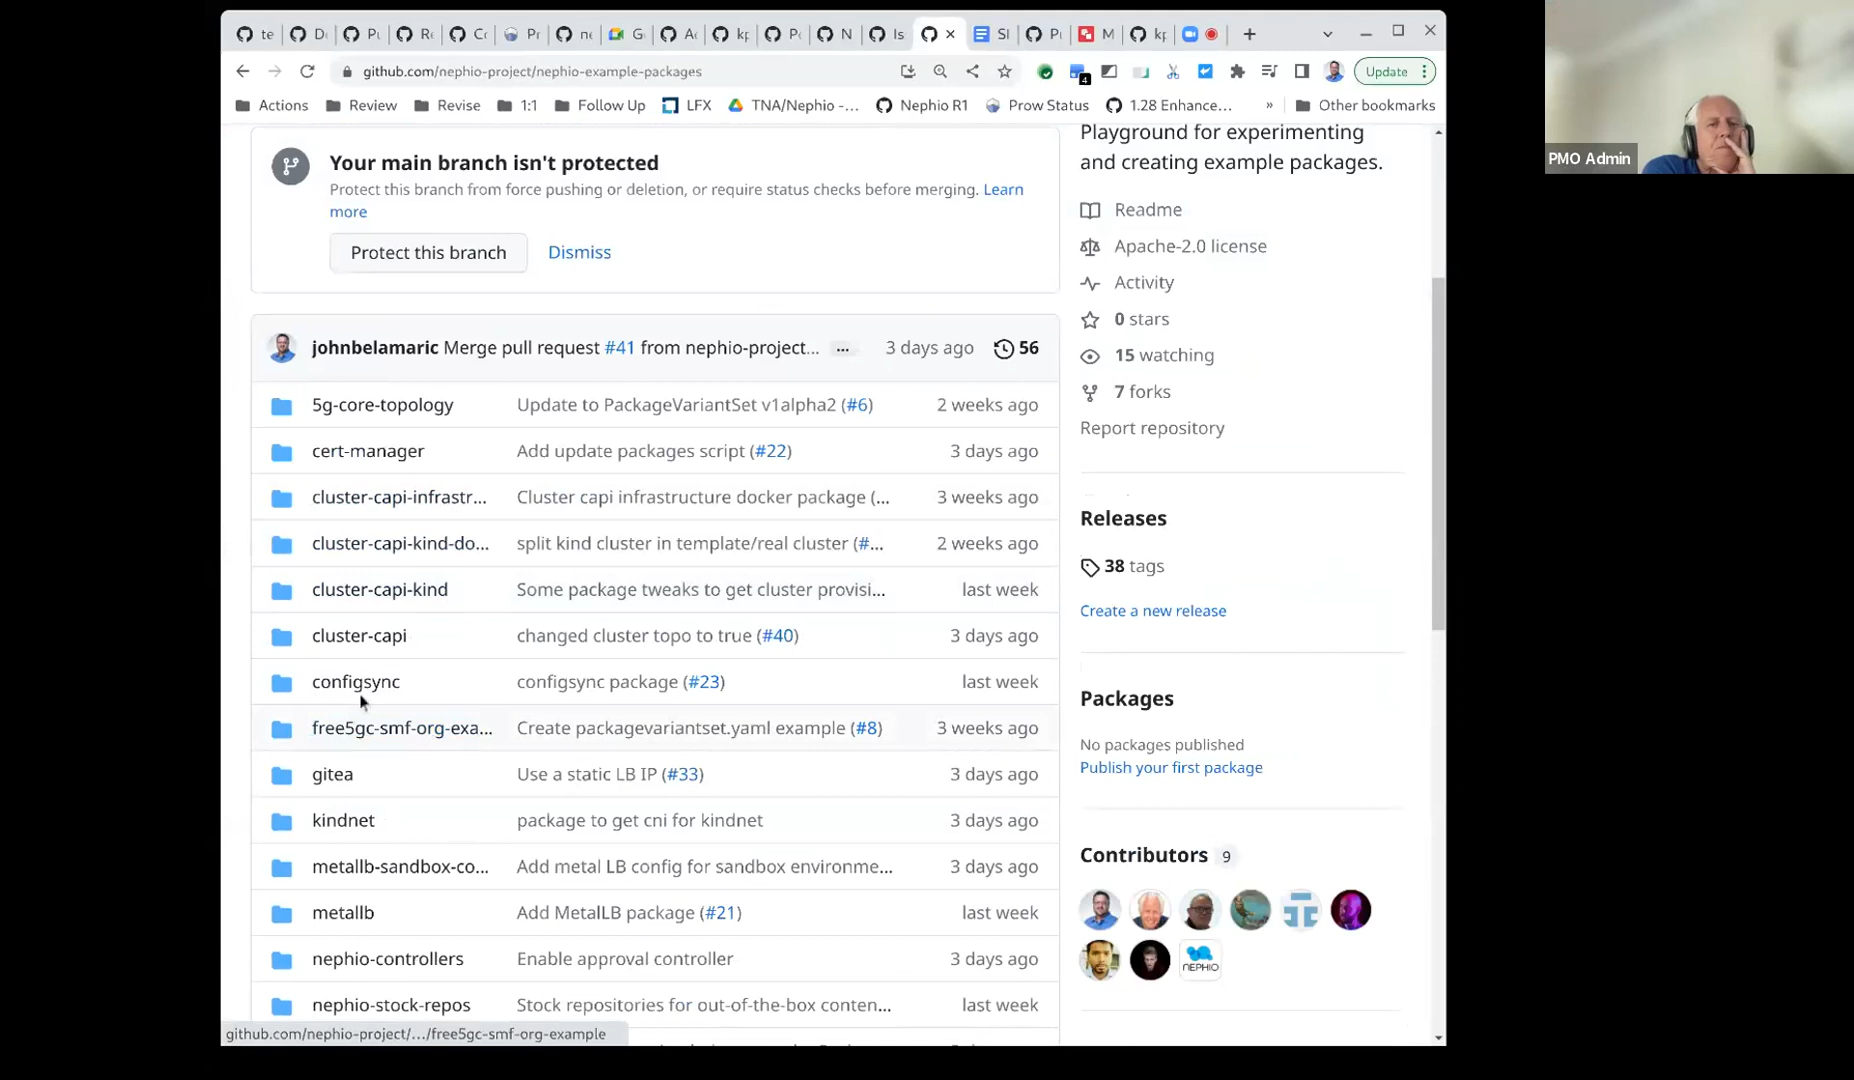 te
Pr
G
kp
N
Is
Sl
M
kp
github.com/nephio-project/nephio-example-packages
4
Update
Actions
Review
Revise
1:1
Follow Up
LFX
TNA/Nephio -...
Nephio R1
Prow Status
1.28 Enhance...
»
Other bookmarks
PMO Admin
Your main branch isn't protected
Protect this branch from force pushing or deletion, or require status checks before merging. Learn
more
Protect this branch
Dismiss
johnbelamaric Merge pull request #41 from nephio-project... ... 3 days ago 56
5g-core-topology Update to PackageVariantSet v1alpha2 (#6) 2 weeks ago
cert-manager Add update packages script (#22) 3 days ago
cluster-capi-infrastr... Cluster capi infrastructure docker package (... 3 weeks ago
cluster-capi-kind-do... split kind cluster in template/real cluster (#... 2 weeks ago
cluster-capi-kind Some package tweaks to get cluster provisi... last week
cluster-capi changed cluster topo to true (#40) 3 days ago
configsync configsync package (#23) last week
free5gc-smf-org-exa... Create packagevariantset.yaml example (#8) 3 weeks ago
gitea Use a static LB IP (#33) 3 days ago
kindnet package to get cni for kindnet 3 days ago
metallb-sandbox-co... Add metal LB config for sandbox environme... 3 days ago
metallb Add MetalLB package (#21) last week
nephio-controllers Enable approval controller 3 days ago
nephio-stock-repos Stock repositories for out-of-the-box conten... last week
github.com/nephio-project/.../free5gc-smf-org-example
Playground for experimenting
and creating example packages.
Readme
Apache-2.0 license
Activity
0 stars
15 watching
7 forks
Report repository
Releases
38 tags
Create a new release
Packages
No packages published
Publish your first package
Contributors 9
NEPHIO